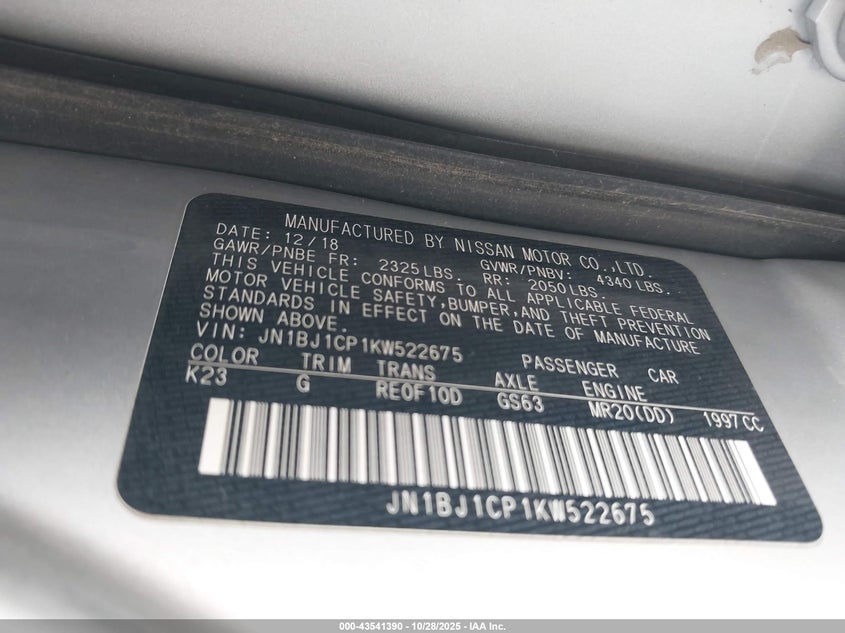 MANUFACTURED BY NISSAN MOTOR CO.,LTD.
DATE: 12/18 GVWR/PNBV: 4340 LBS.
GAWR/PNBE FR: 2325 LBS. RR: 2050 LBS.
THIS VEHICLE CONFORMS TO ALL APPLICABLE FEDERAL
MOTOR VEHICLE SAFETY,BUMPER,AND THEFT PREVENTION
STANDARDS IN EFFECT ON THE DATE OF MANUFACTURE
SHOWN ABOVE.
VIN: JN1BJ1CP1KW522675 PASSENGER CAR
COLOR TRIM TRANS AXLE ENGINE
K23 G RE0F10D GS63 MR20(DD) 1997CC
JN1BJ1CP1KW522675
000-43541390 - 10/28/2025 - IAA Inc.